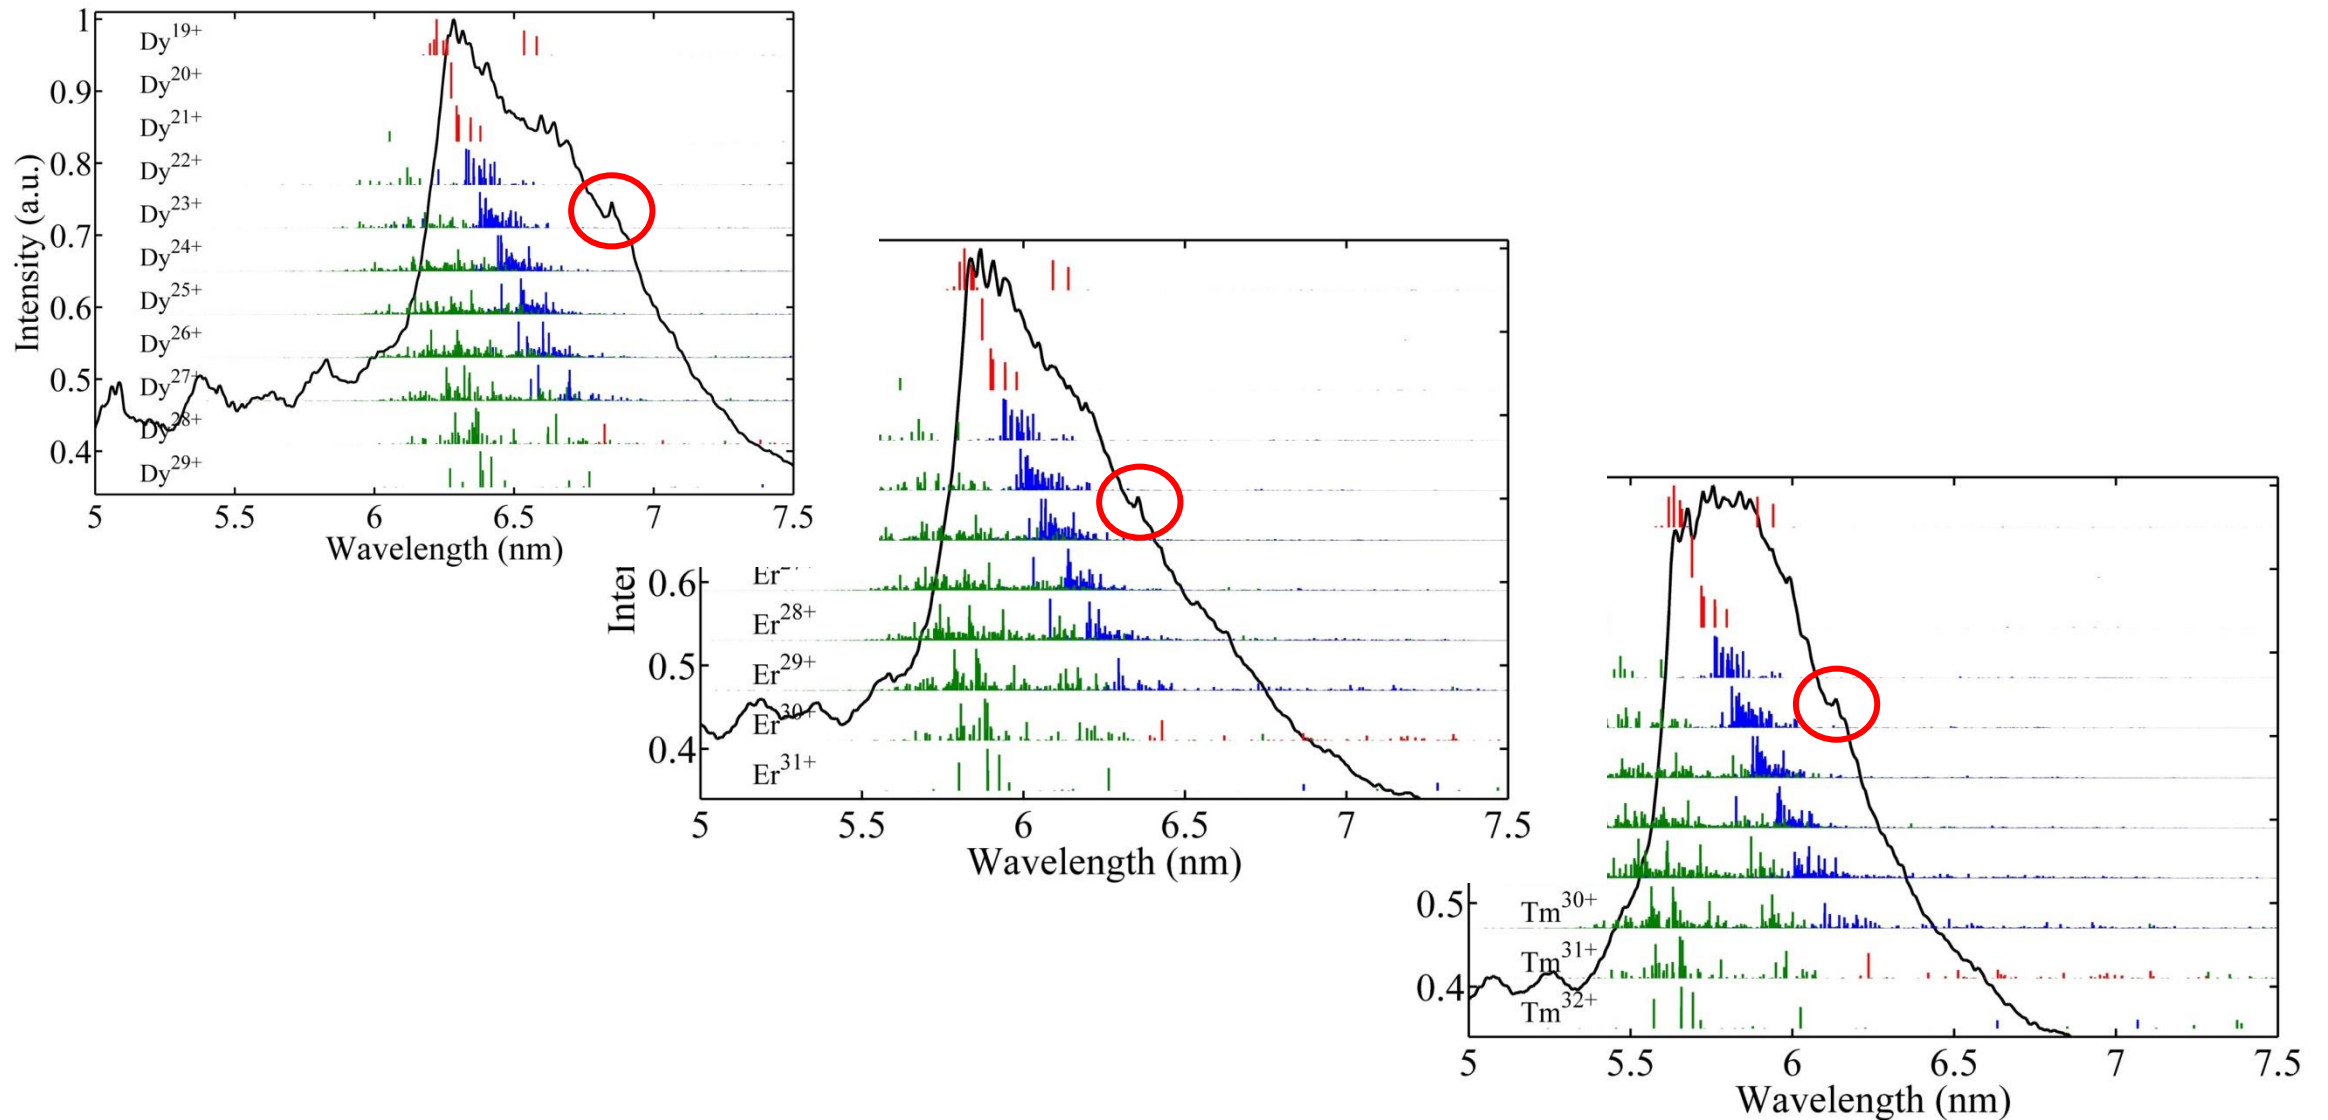 1
0.9
0.8
0.7
0.6
0.5
0.4
Intensity (a.u.)
Dy19+
Dy20+
Dy21+
Dy22+
Dy23+
Dy24+
Dy25+
Dy26+
Dy27+
Dy28+
Dy29+
5 5.5 6 6.5 7 7.5
Wavelength (nm)
0.6
0.5
0.4
Inter
Er28+
Er29+
Er30+
Er31+
5 5.5 6 6.5 7 7.5
Wavelength (nm)
0.5
0.4
Tm30+
Tm31+
Tm32+
5 5.5 6 6.5 7 7.5
Wavelength (nm)